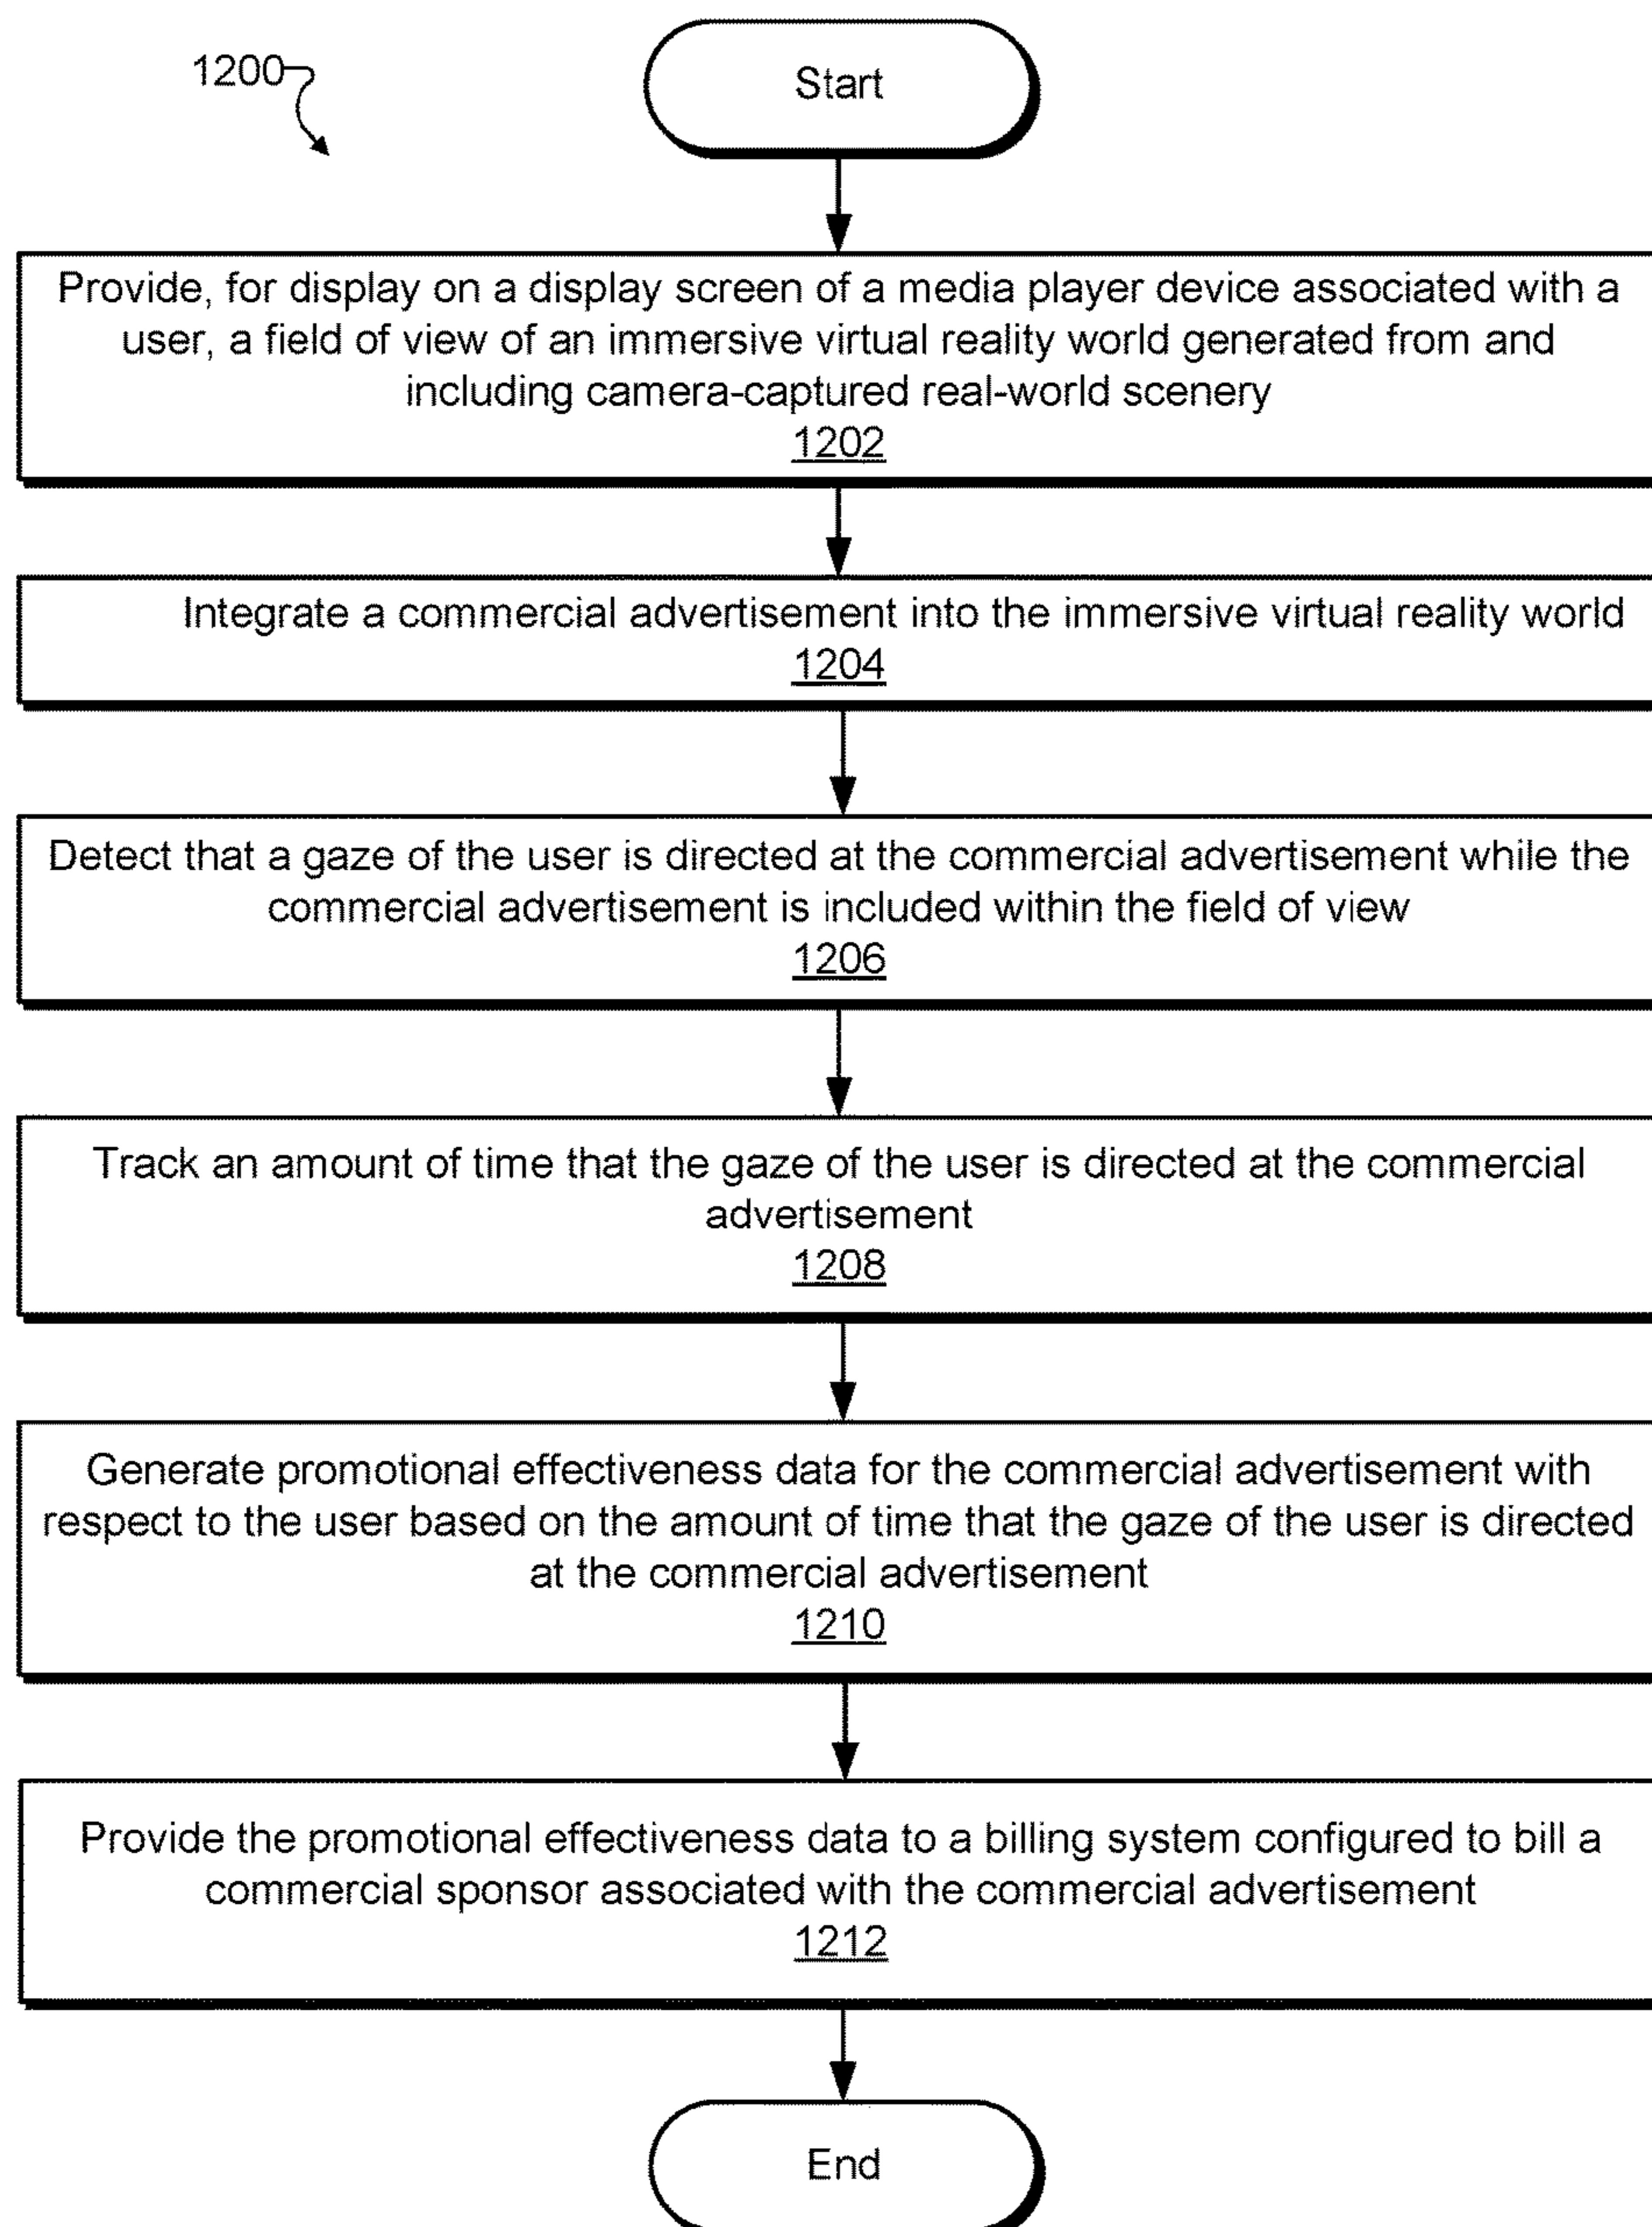 1200
Start
Provide, for display on a display screen of a media player device associated with a
user, a field of view of an immersive virtual reality world generated from and
including camera-captured real-world scenery
1202
Integrate a commercial advertisement into the immersive virtual reality world
1204
Detect that a gaze of the user is directed at the commercial advertisement while the
commercial advertisement is included within the field of view
1206
Track an amount of time that the gaze of the user is directed at the commercial
advertisement
1208
Generate promotional effectiveness data for the commercial advertisement with
respect to the user based on the amount of time that the gaze of the user is directed
at the commercial advertisement
1210
Provide the promotional effectiveness data to a billing system configured to bill a
commercial sponsor associated with the commercial advertisement
1212
End